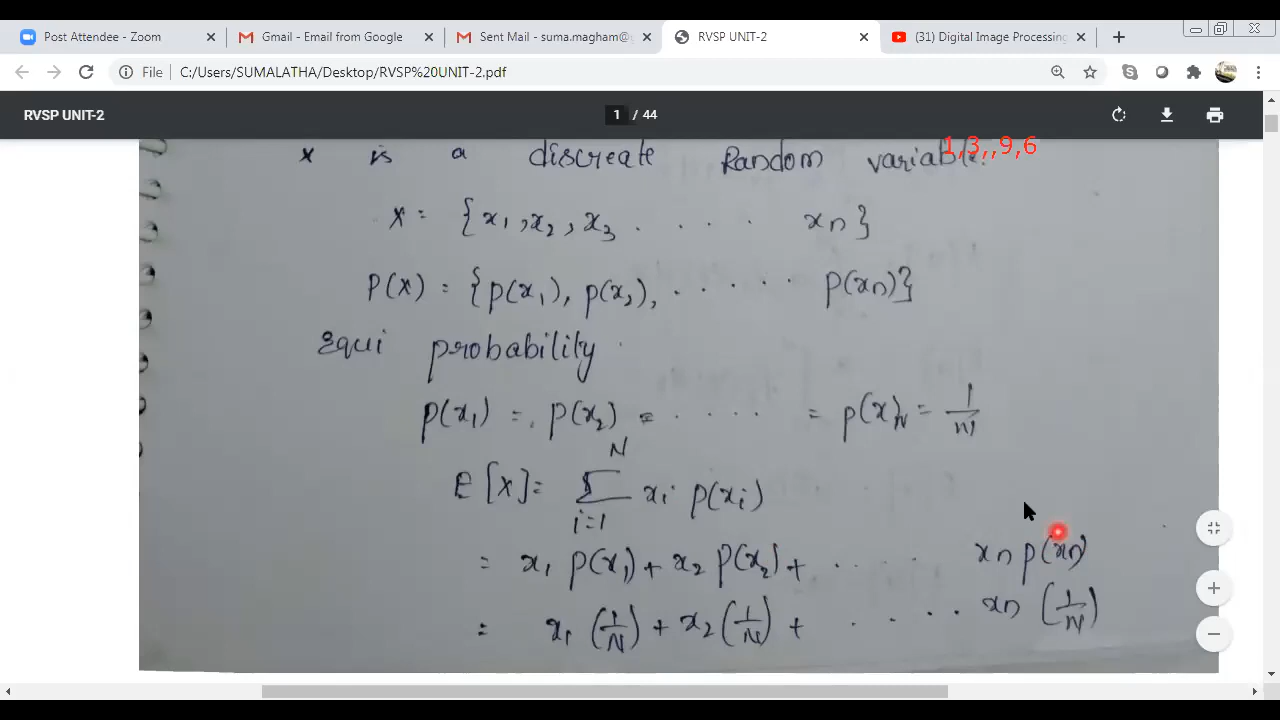 Post Attendee - Zoom
Gmail - Email from Google
Sent Mail - suma.magham@g
RVSP UNIT-2
(31) Digital Image Processing
File
C:/Users/SUMALATHA/Desktop/RVSP%20UNIT-2.pdf
RVSP UNIT-2
1 / 44
1,3,,9,6
x is a discreate Random variable.
X = {x₁, x₂, x₃ . . . . . xn}
P(X) = {p(x₁), p(x₂), . . . . . . p(xn)}
Equi probability
p(x₁) = . p(x₂) = . . . . . = p(x)N = 1/n
E[X] = N Σ i=1 xi p(xi)
= x₁ p(x₁) + x₂ p(x₂) + . . . . . xn p(xn)
= x₁ (1/N) + x₂ (1/N) + . . . . . xn (1/N)